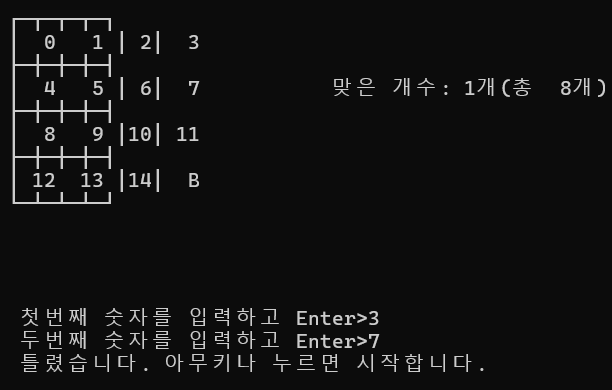 0 1 | 2| 3
4 5 | 6| 7 맞은 개수: 1개(총 8개)
8 9 |10| 11
12 13 |14| B
첫번째 숫자를 입력하고 Enter>3
두번째 숫자를 입력하고 Enter>7
틀렸습니다. 아무키나 누르면 시작합니다.